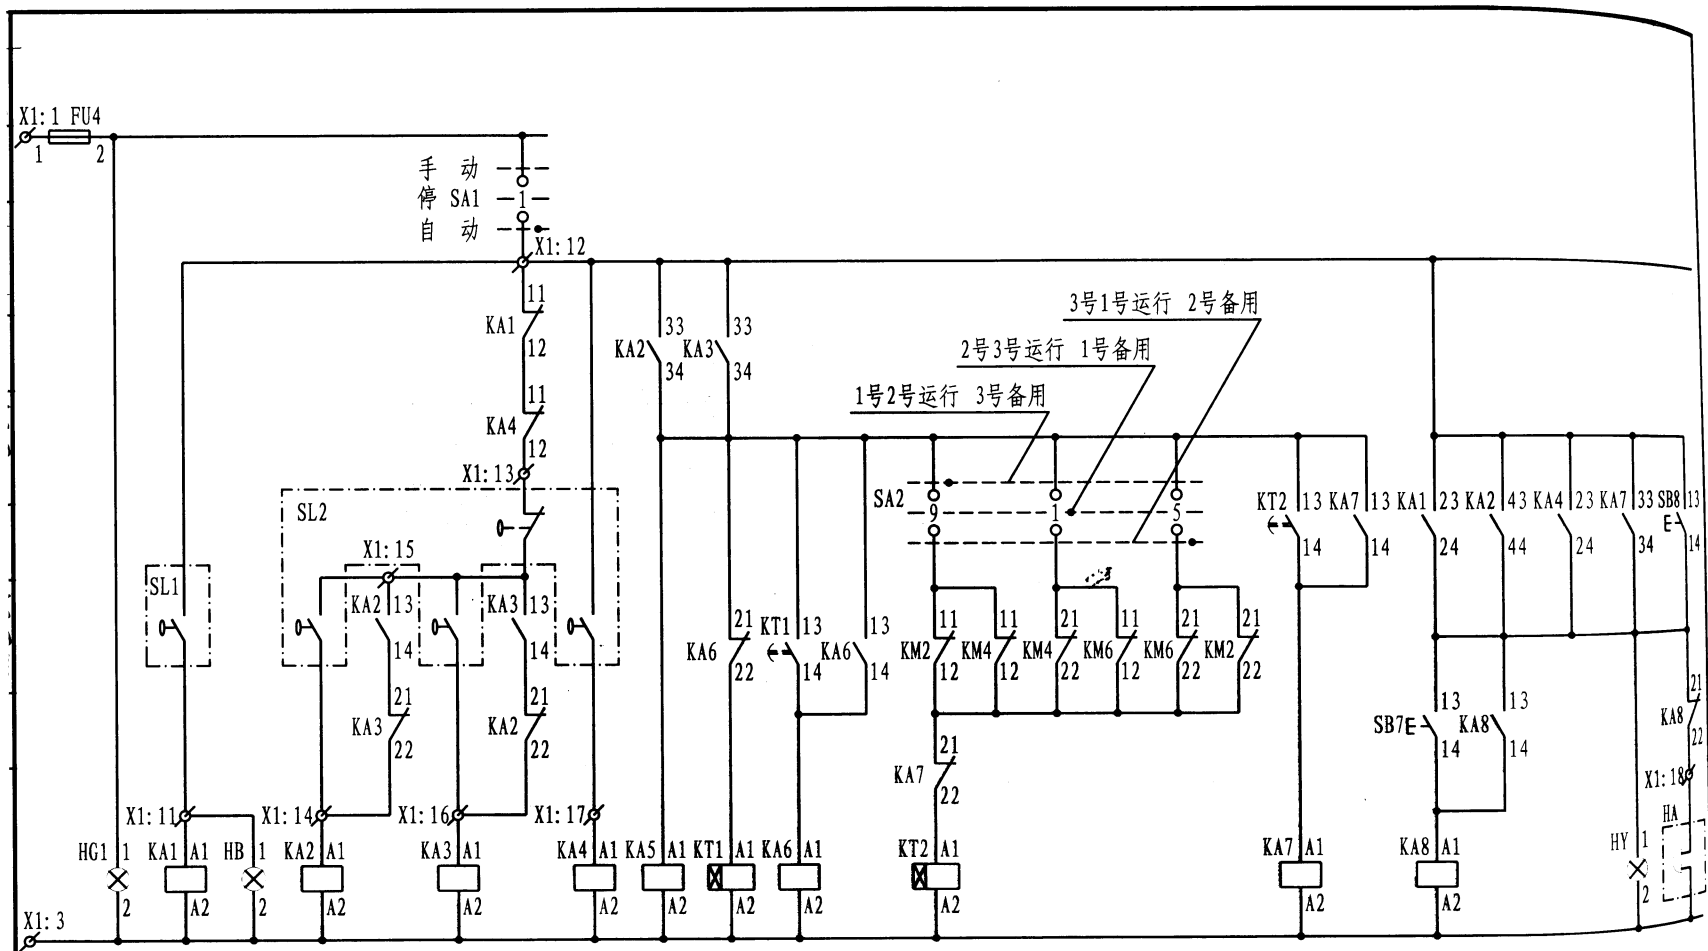 X1:1 FU4
1 2
手 动
停 SA1 1
自 动
X1:12
11
KA1
12
11
KA4
12
X1:13
33 33
KA2 KA3
34 34
3号1号运行 2号备用
2号3号运行 1号备用
1号2号运行 3号备用
SL2
SA2 9 1 5
X1:15
SL1
KA2 13 KA3 13
14 14
21 21
KA3 KA2
22 22
21
KA6
22
KT1 13 13
KA6
14 14
11 11 21 11 21 21
KM2 KM4 KM4 KM6 KM6 KM2
12 12 22 12 22 22
21
KA7
22
KT2 13 KA7 13 KA1 23 KA2 43 KA4 23 KA7 33 SB8 13
E
14 14 24 44 24 34 14
13 13
SB7 E KA8
14 14
21
KA8
22
X1:18
X1:11 X1:14 X1:16 X1:17
HA
HG1 1 KA1 A1 HB 1 KA2 A1 KA3 A1 KA4 A1 KA5 A1 KT1 A1 KA6 A1 KT2 A1 KA7 A1 KA8 A1 HY 1
2 A2 2 A2 A2 A2 A2 A2 A2 A2 A2 A2 2
X1:3